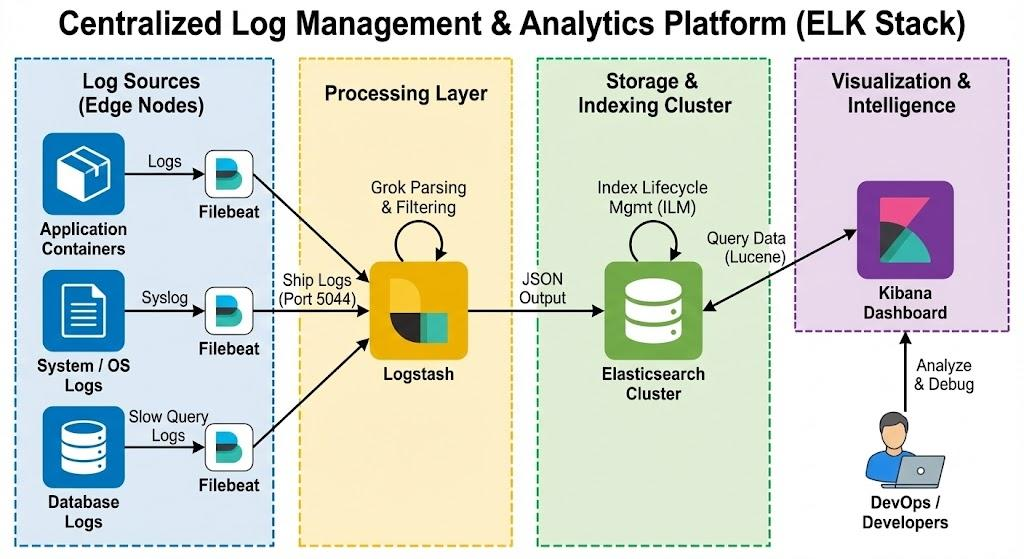 Centralized Log Management & Analytics Platform (ELK Stack)
Log Sources
(Edge Nodes)
Logs
Filebeat
Application
Containers
Syslog
Filebeat
System / OS
Logs
Slow Query
Logs
Filebeat
Database
Logs
Ship Logs
(Port 5044)
Processing Layer
Grok Parsing
& Filtering
Logstash
JSON
Output
Storage &
Indexing Cluster
Index Lifecycle
Mgmt (ILM)
Elasticsearch
Cluster
Query Data
(Lucene)
Visualization &
Intelligence
Kibana
Dashboard
Analyze
& Debug
DevOps /
Developers